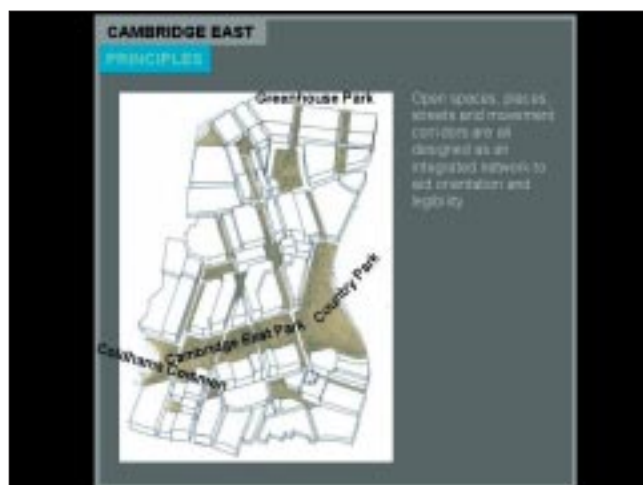 CAMBRIDGE EAST
PRINCIPLES
Greenhouse Park
Open spaces, places,
streets and movement
corridors are all
designed as an
integrated network to
aid orientation and
legibility
Country Park
Cambridge East Park
Coldhams Common